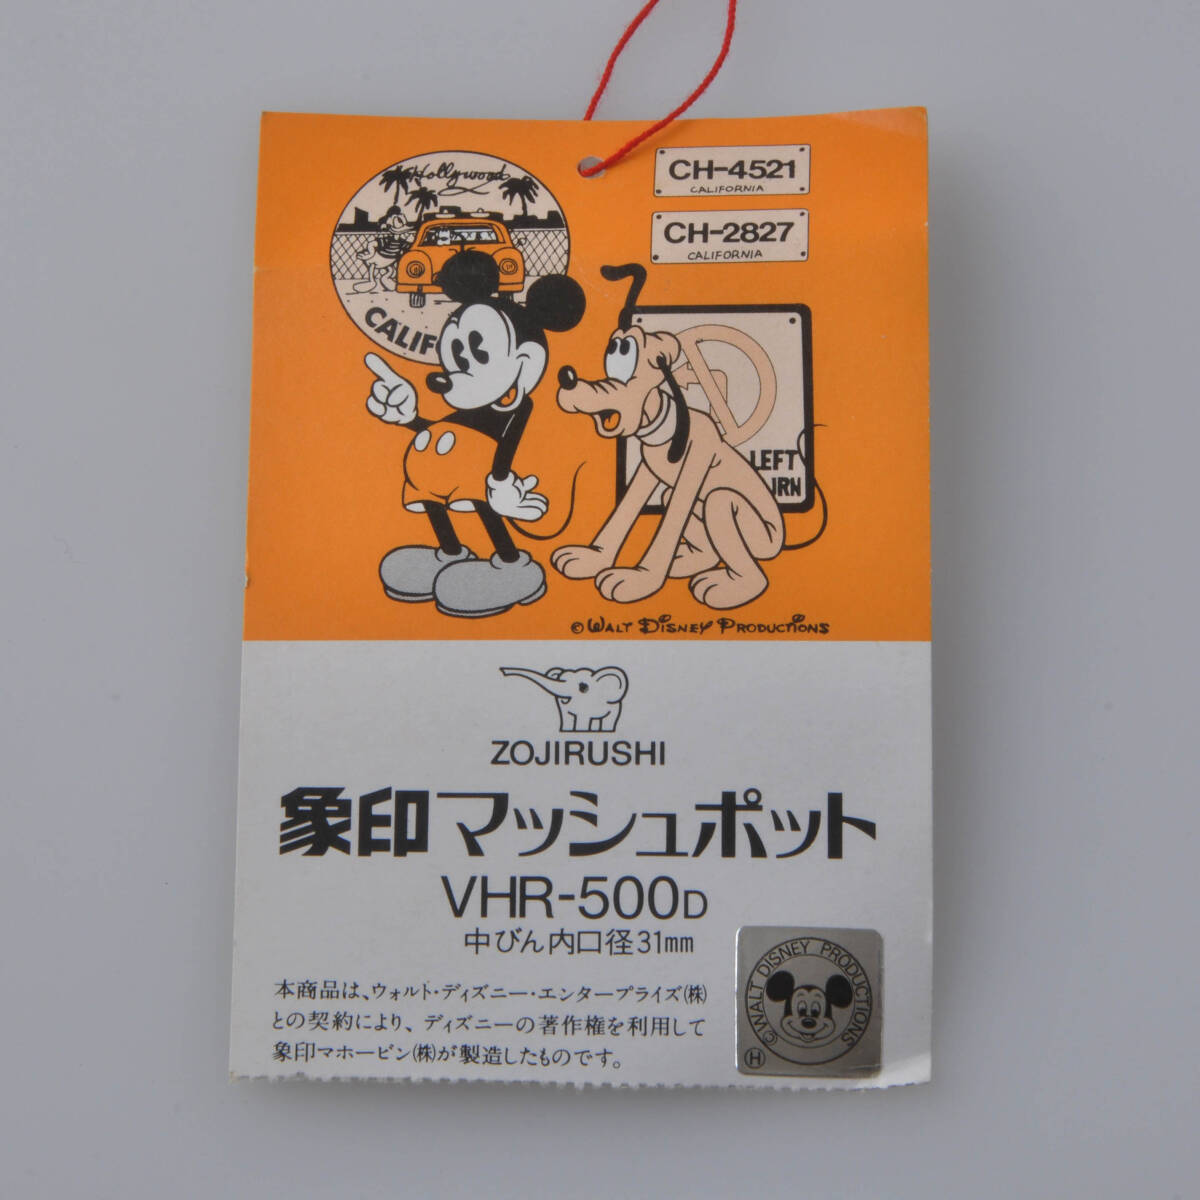 Hollywood
CH-4521
CALIFORNIA
CH-2827
CALIFORNIA
CALIF
LEFT
© WALT DISNEY PRODUCTIONS
ZOJIRUSHI
象印マッシュポット
VHR-500D
中びん内口径31mm
本商品は、ウォルト・ディズニー・エンタープライズ(株)
との契約により、ディズニーの著作権を利用して
象印マホービン(株)が製造したものです。
© WALT DISNEY PRODUCTIONS
H